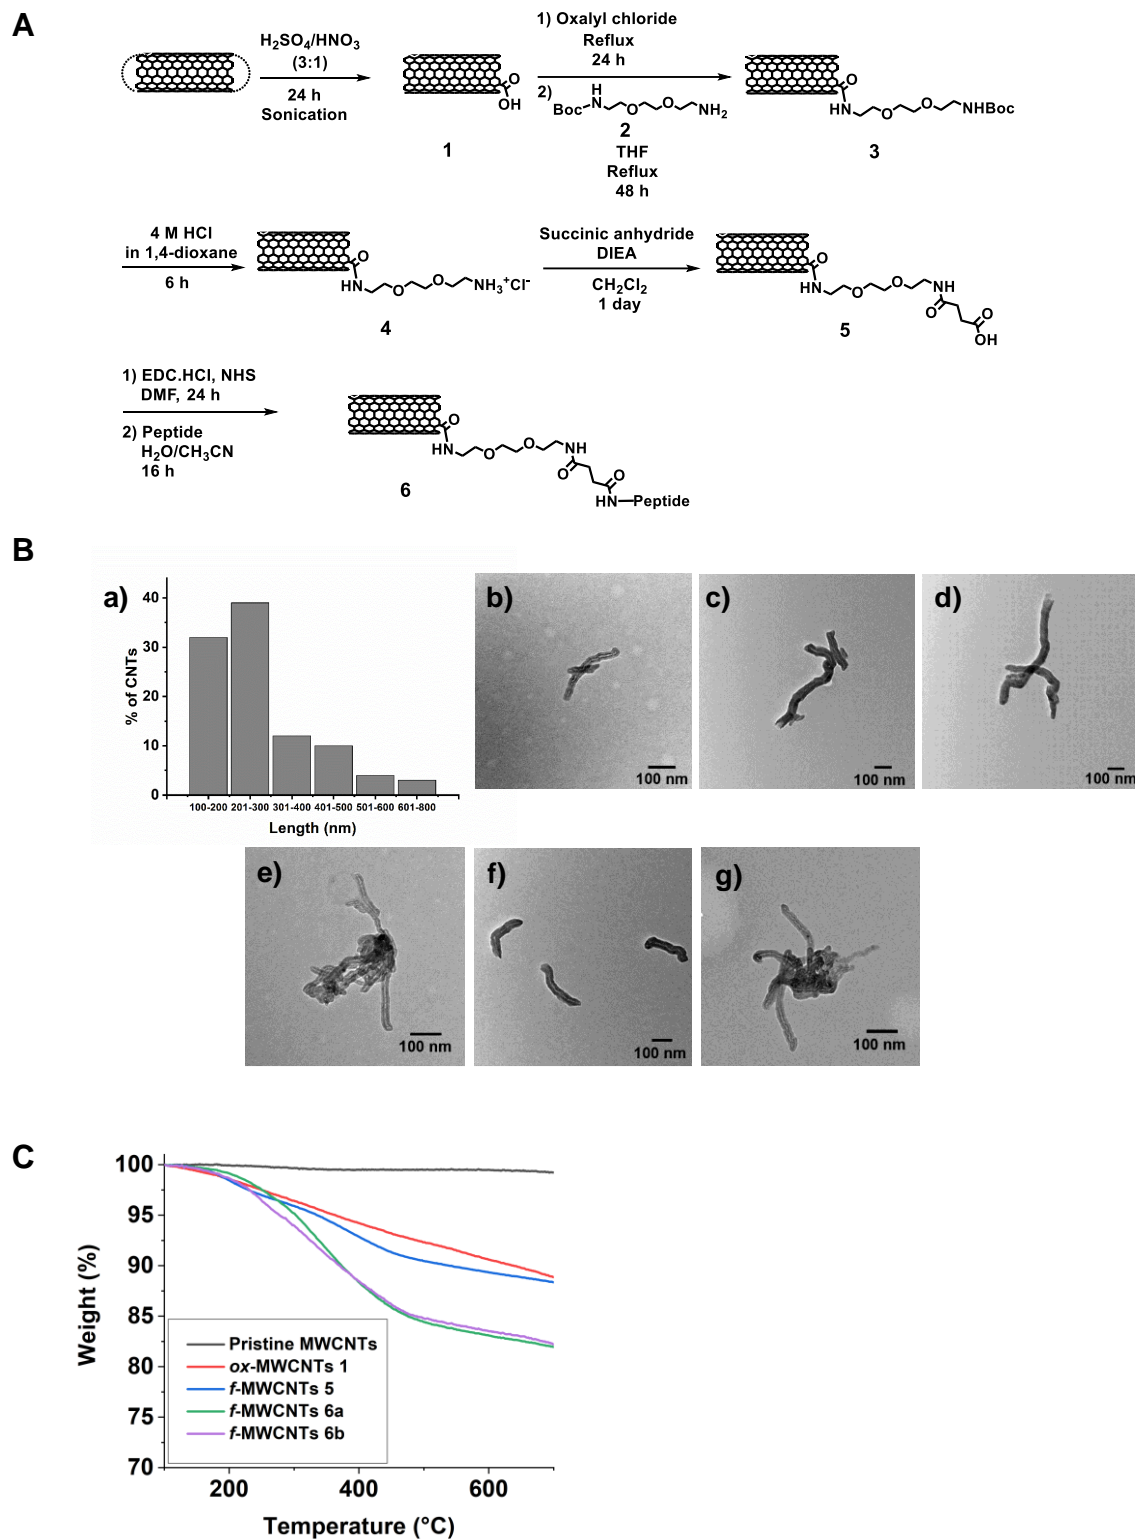 A
H₂SO₄/HNO₃
(3:1)
24 h
Sonication
O
OH
1
1) Oxalyl chloride
Reflux
24 h
2)
H
Boc N O O NH₂
2
THF
Reflux
48 h
O
HN O O NHBoc
3
4 M HCl
in 1,4-dioxane
6 h
O
HN O O NH₃⁺Cl⁻
4
Succinic anhydride
DIEA
CH₂Cl₂
1 day
O
HN O O NH
O
O
OH
5
1) EDC.HCl, NHS
DMF, 24 h
2) Peptide
H₂O/CH₃CN
16 h
O
HN O O NH
O
O
HN–Peptide
6
B
a)
% of CNTs
40
30
20
10
0
100-200 201-300 301-400 401-500 501-600 601-800
Length (nm)
b)
100 nm
c)
100 nm
d)
100 nm
e)
100 nm
f)
100 nm
g)
100 nm
C
Weight (%)
100
95
90
85
80
75
70
Pristine MWCNTs
ox-MWCNTs 1
f-MWCNTs 5
f-MWCNTs 6a
f-MWCNTs 6b
200 400 600
Temperature (°C)